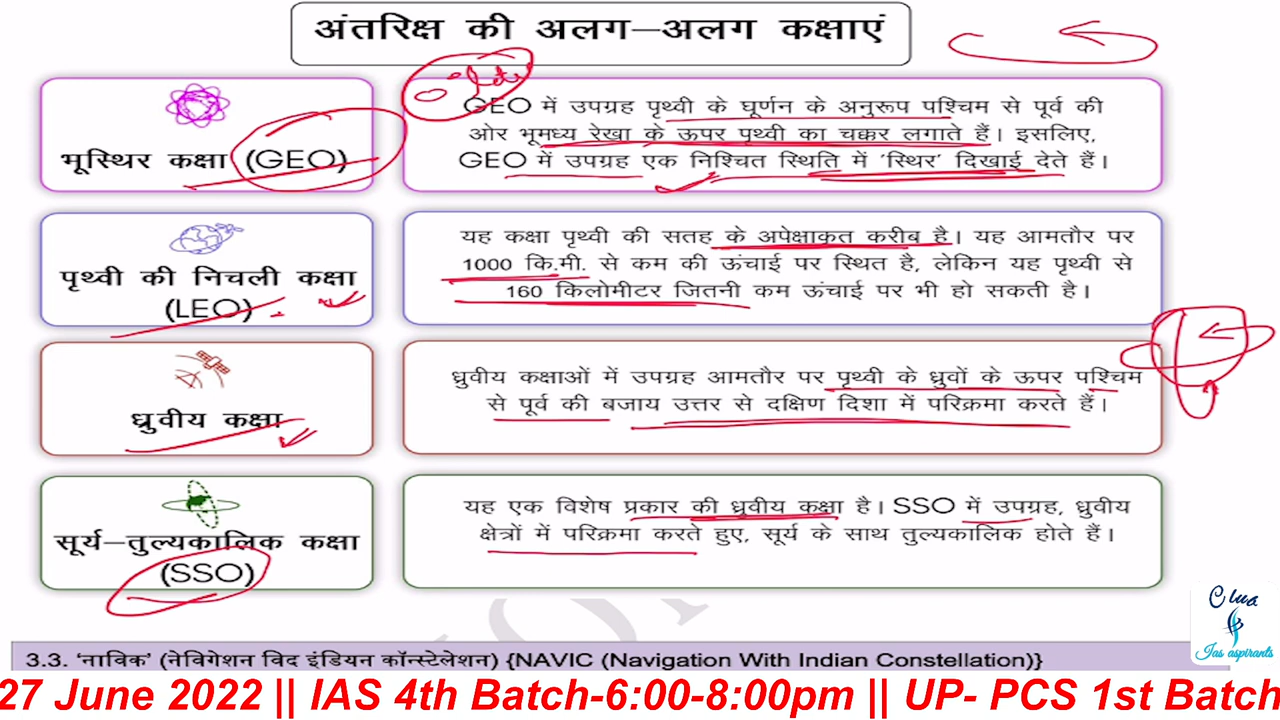 अंतरिक्ष की अलग–अलग कक्षाएं
भूस्थिर कक्षा (GEO)
GEO में उपग्रह पृथ्वी के घूर्णन के अनुरूप पश्चिम से पूर्व की
ओर भूमध्य रेखा के ऊपर पृथ्वी का चक्कर लगाते हैं। इसलिए,
GEO में उपग्रह एक निश्चित स्थिति में ‘स्थिर’ दिखाई देते हैं।
पृथ्वी की निचली कक्षा
(LEO)
यह कक्षा पृथ्वी की सतह के अपेक्षाकृत करीब है। यह आमतौर पर
1000 कि.मी. से कम की ऊंचाई पर स्थित है, लेकिन यह पृथ्वी से
160 किलोमीटर जितनी कम ऊंचाई पर भी हो सकती है।
ध्रुवीय कक्षा
ध्रुवीय कक्षाओं में उपग्रह आमतौर पर पृथ्वी के ध्रुवों के ऊपर पश्चिम
से पूर्व की बजाय उत्तर से दक्षिण दिशा में परिक्रमा करते हैं।
सूर्य–तुल्यकालिक कक्षा
(SSO)
यह एक विशेष प्रकार की ध्रुवीय कक्षा है। SSO में उपग्रह, ध्रुवीय
क्षेत्रों में परिक्रमा करते हुए, सूर्य के साथ तुल्यकालिक होते हैं।
Clue
Ias aspirants
3.3. ‘नाविक’ (नेविगेशन विद इंडियन कॉन्स्टेलेशन) {NAVIC (Navigation With Indian Constellation)}
27 June 2022 || IAS 4th Batch-6:00-8:00pm || UP- PCS 1st Batch